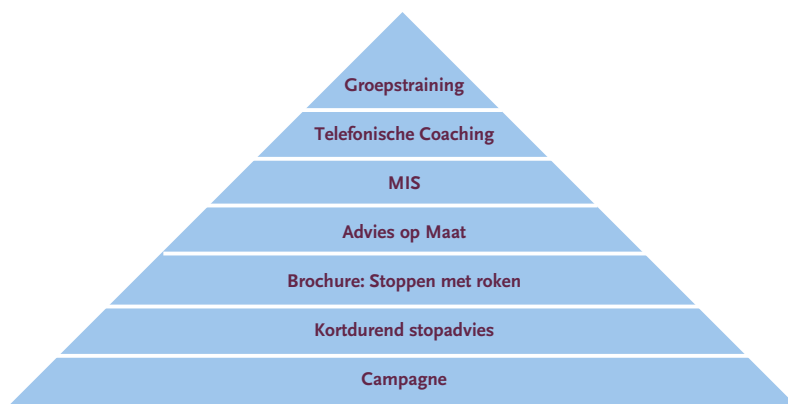 Groepstraining
Telefonische Coaching
MIS
Advies op Maat
Brochure: Stoppen met roken
Kortdurend stopadvies
Campagne